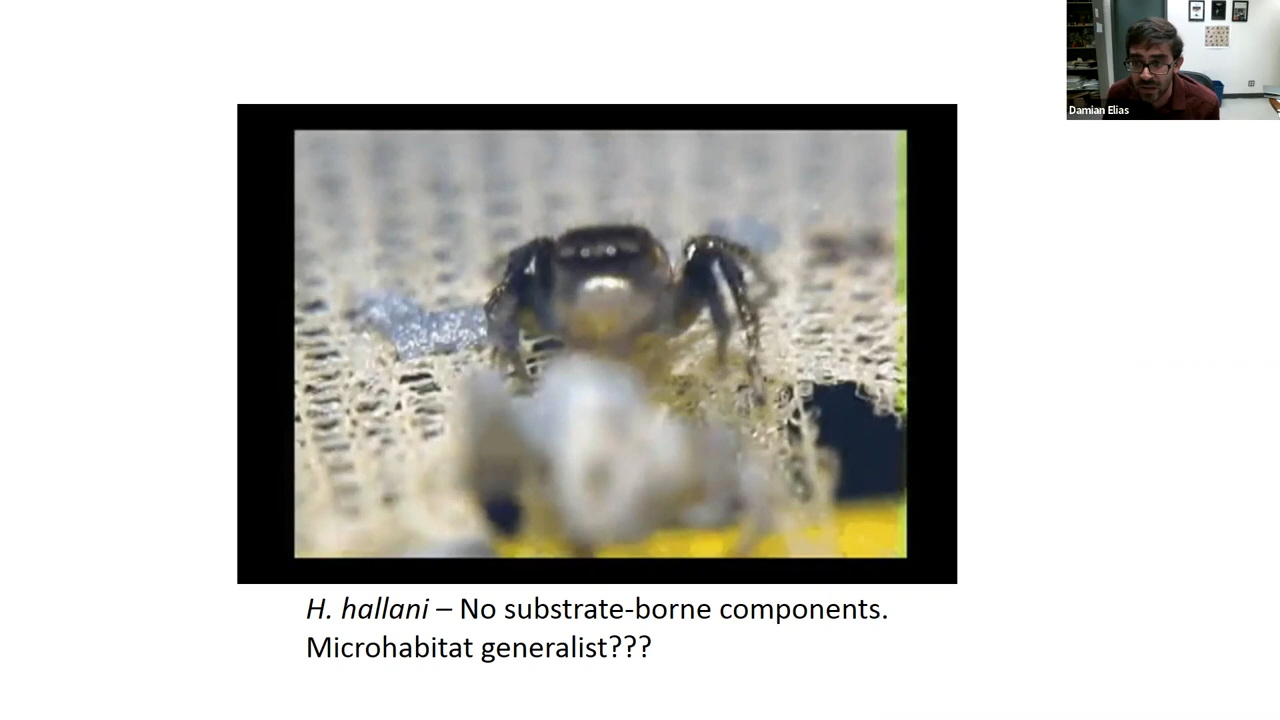 Damian Elias
H. hallani – No substrate-borne components.
Microhabitat generalist???